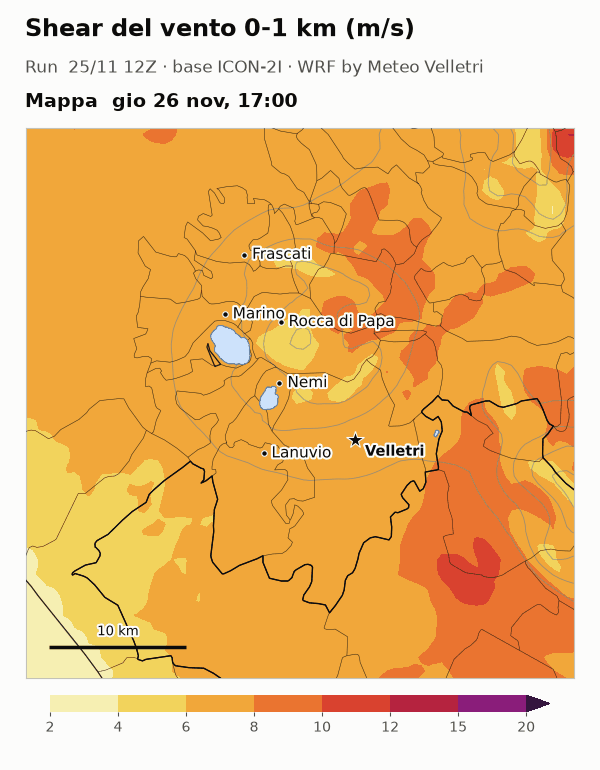 Shear del vento 0-1 km (m/s)
Run  25/11 12Z · base ICON-2I · WRF by Meteo Velletri
Mappa  gio 26 nov, 17:00
Frascati
Marino
Rocca di Papa
Nemi
Velletri
Lanuvio
10 km
2 4 6 8 10 12 15 20